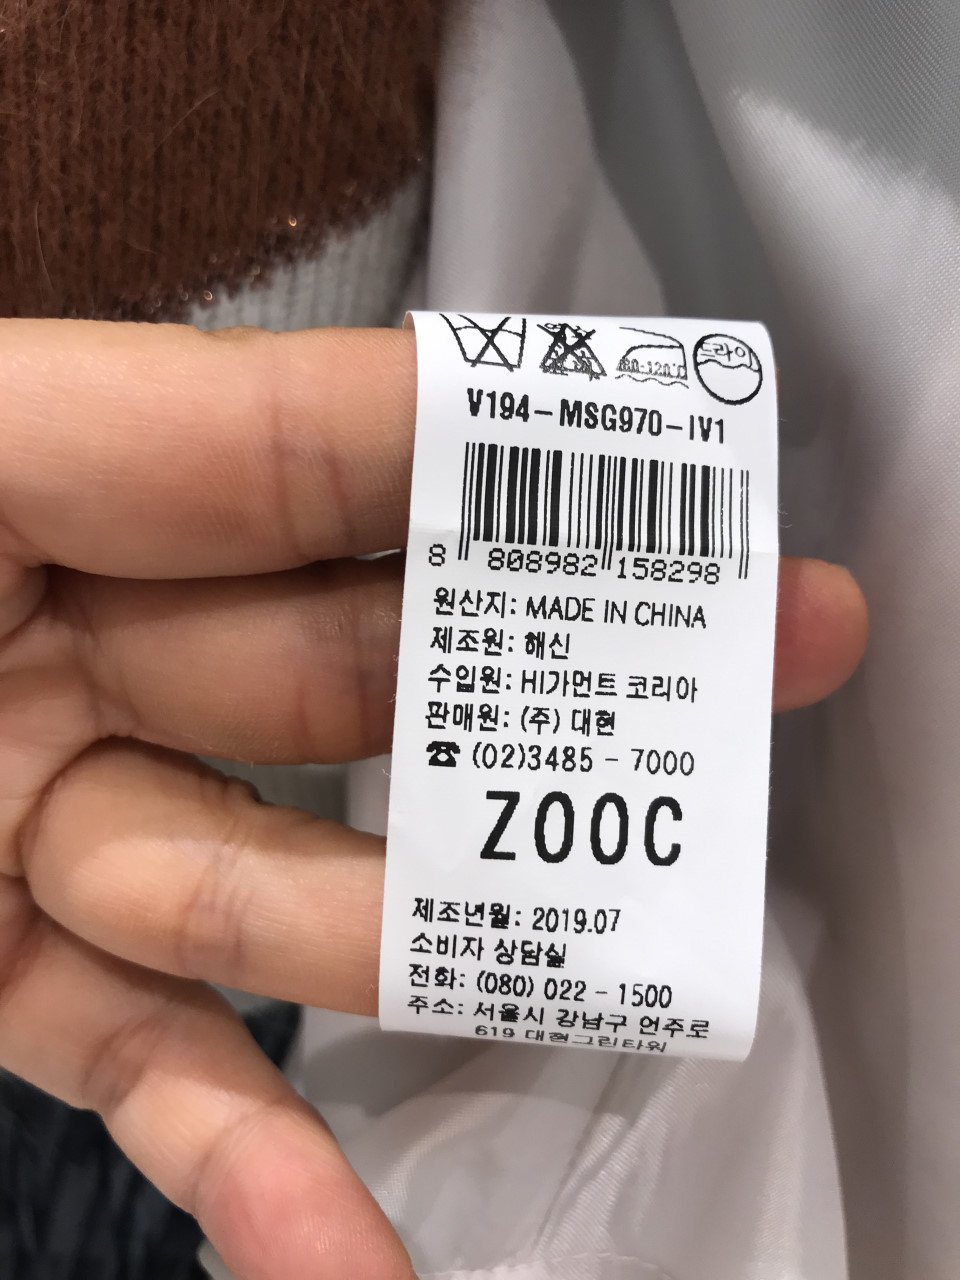 80-120℃
드라이
V194-MSG970-IV1
8 808982 158298
원산지: MADE IN CHINA
제조원: 해신
수입원: HI가먼트 코리아
판매원: (주) 대현
☎ (02)3485 - 7000
ZOOC
제조년월: 2019.07
소비자 상담실
전화: (080) 022 - 1500
주소: 서울시 강남구 언주로
619 대현그린타워